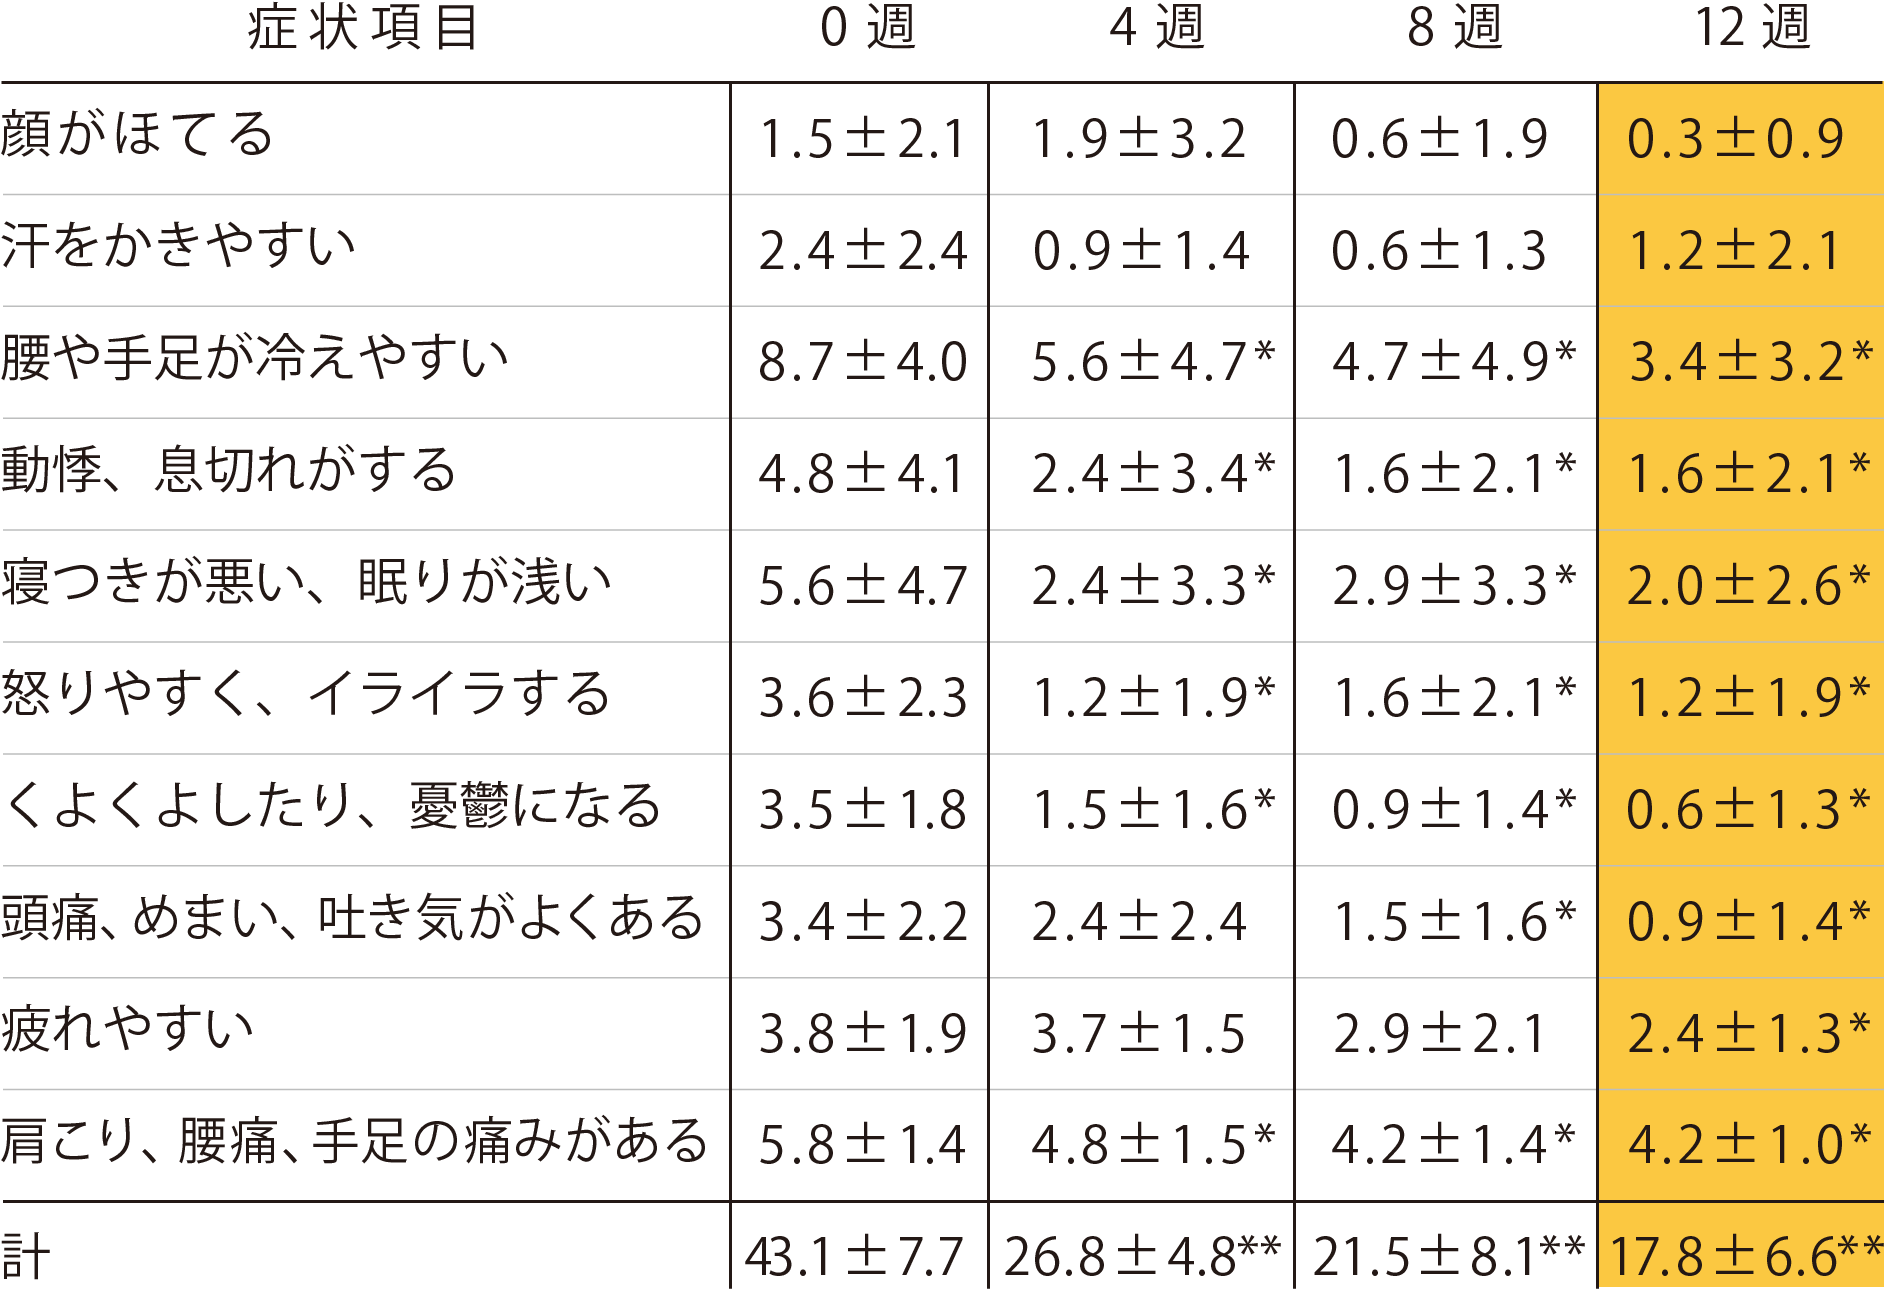 症状項目 0週 4週 8週 12週
顔がほてる 1.5±2.1 1.9±3.2 0.6±1.9 0.3±0.9
汗をかきやすい 2.4±2.4 0.9±1.4 0.6±1.3 1.2±2.1
腰や手足が冷えやすい 8.7±4.0 5.6±4.7* 4.7±4.9* 3.4±3.2*
動悸、息切れがする 4.8±4.1 2.4±3.4* 1.6±2.1* 1.6±2.1*
寝つきが悪い、眠りが浅い 5.6±4.7 2.4±3.3* 2.9±3.3* 2.0±2.6*
怒りやすく、イライラする 3.6±2.3 1.2±1.9* 1.6±2.1* 1.2±1.9*
くよくよしたり、憂鬱になる 3.5±1.8 1.5±1.6* 0.9±1.4* 0.6±1.3*
頭痛、めまい、吐き気がよくある 3.4±2.2 2.4±2.4 1.5±1.6* 0.9±1.4*
疲れやすい 3.8±1.9 3.7±1.5 2.9±2.1 2.4±1.3*
肩こり、腰痛、手足の痛みがある 5.8±1.4 4.8±1.5* 4.2±1.4* 4.2±1.0*
計 43.1±7.7 26.8±4.8** 21.5±8.1** 17.8±6.6**